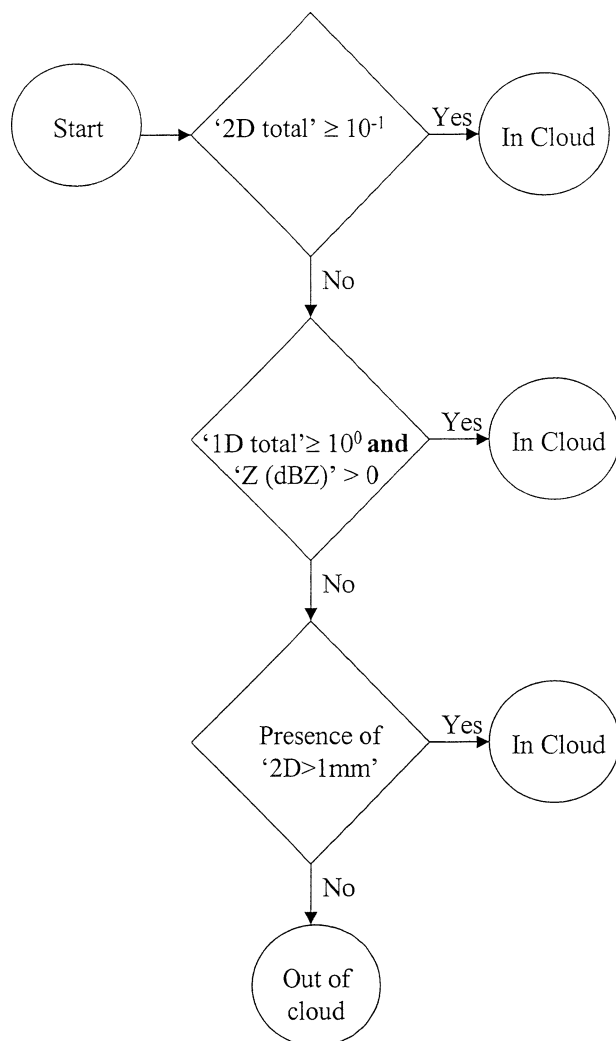 Start
‘2D total’ ≥ 10⁻¹
Yes
In Cloud
No
‘1D total’≥ 10⁰ and
‘Z (dBZ)’ > 0
Yes
In Cloud
No
Presence of
‘2D>1mm’
Yes
In Cloud
No
Out of
cloud